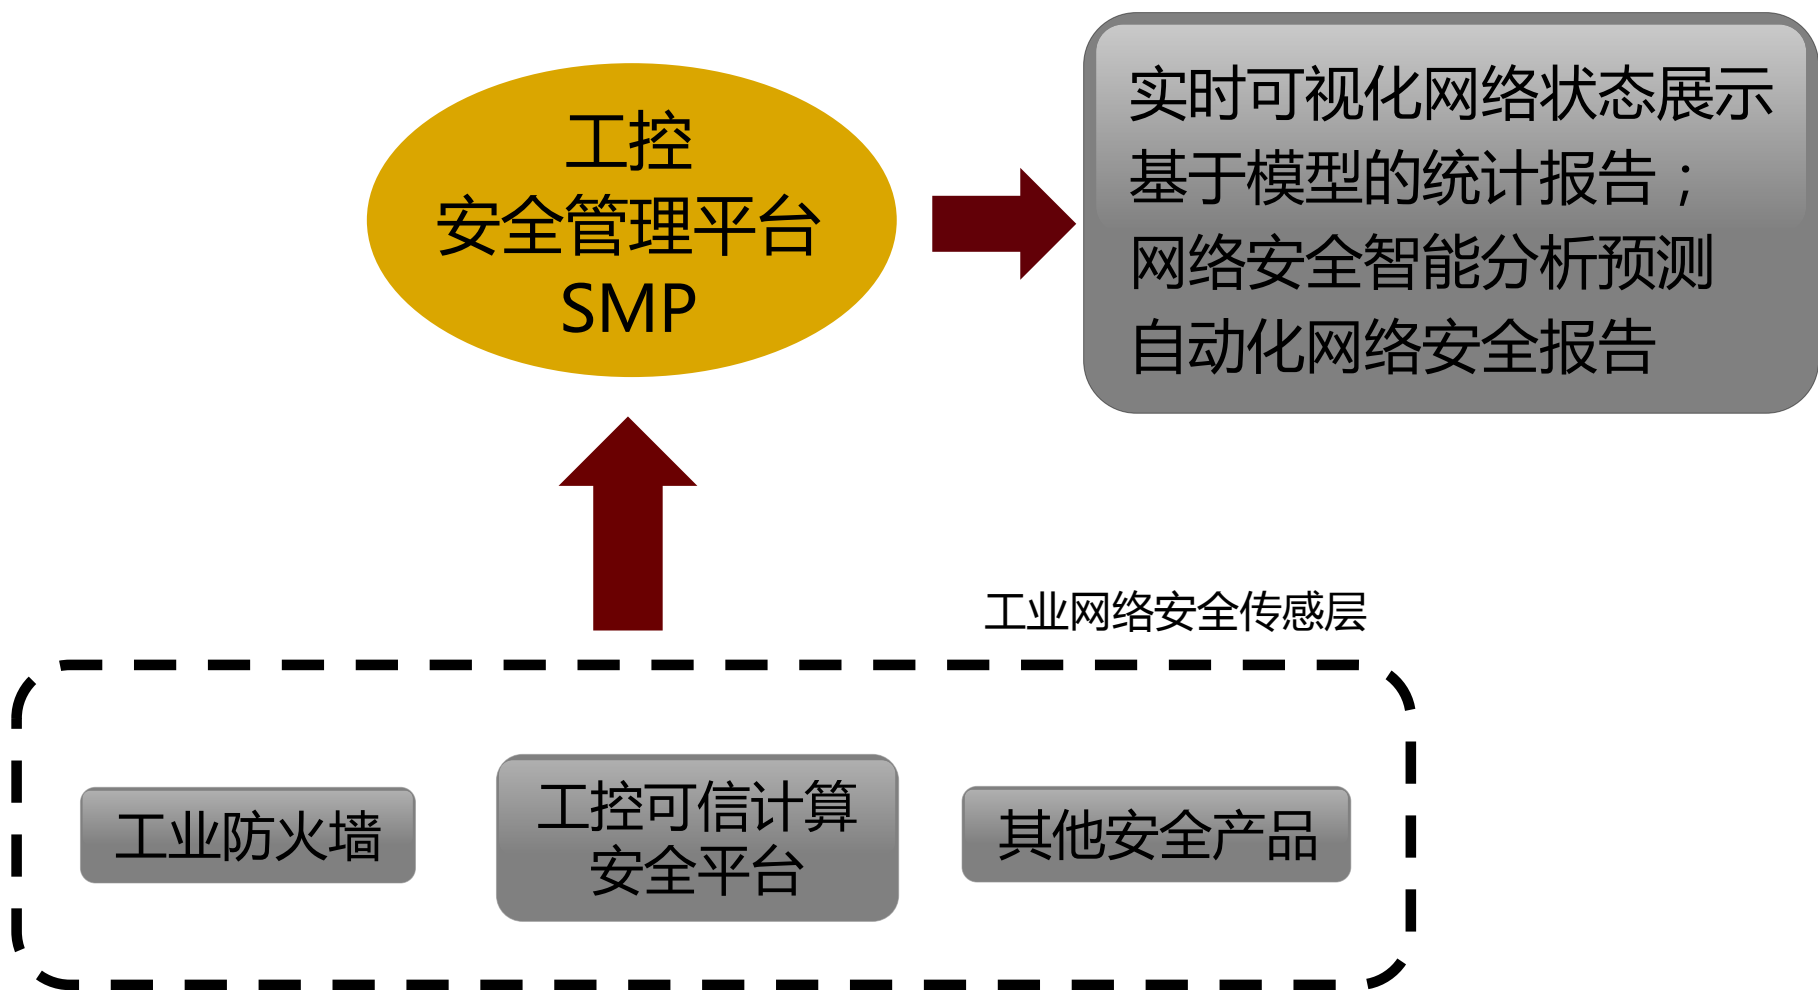 工控
安全管理平台
SMP
实时可视化网络状态展示
基于模型的统计报告；
网络安全智能分析预测
自动化网络安全报告
工业网络安全传感层
工业防火墙
工控可信计算
安全平台
其他安全产品